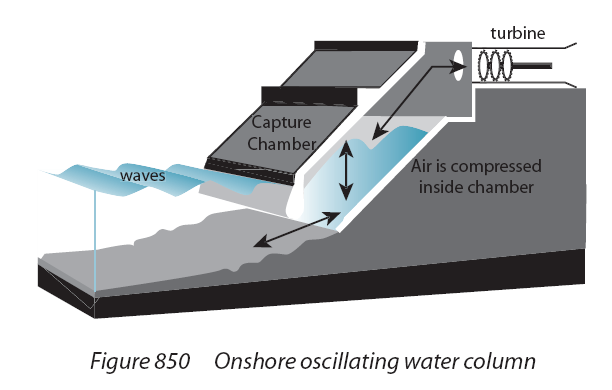 turbine
Capture
Chamber
waves
Air is compressed
inside chamber
Figure 850 Onshore oscillating water column